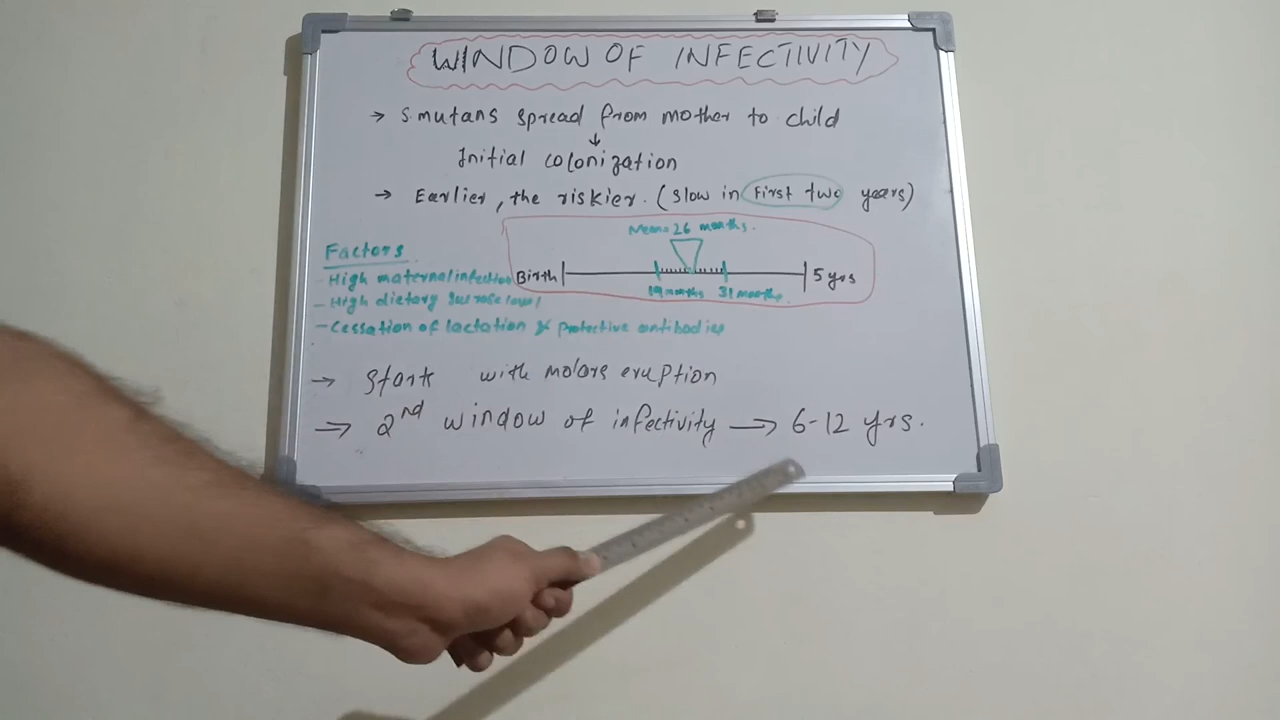 WINDOW OF INFECTIVITY
→ S.mutans spread from mother to child
↓
Initial colonization
→ Earlier, the riskier. (slow in first two years)
Mean=26 months.
Birth 5 yrs
19 months 31 months.
Factors
- High maternal infection
- High dietary sucrose level
- Cessation of lactation & protective antibodies
→ Starts with molars eruption
→ 2nd window of infectivity → 6-12 yrs.